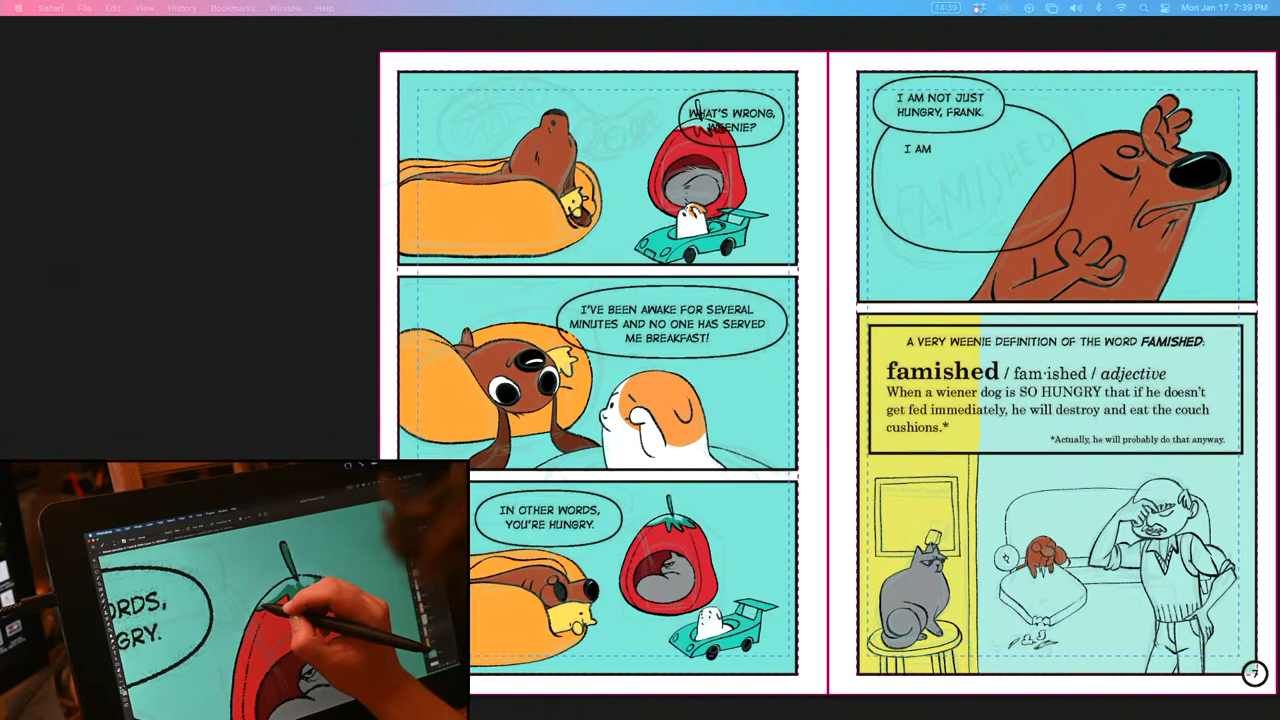 Safari File Edit View History Bookmarks Window Help
14:39
Mon Jan 17 7:39 PM
WHAT'S WRONG,
WEENIE?
I'VE BEEN AWAKE FOR SEVERAL
MINUTES AND NO ONE HAS SERVED
ME BREAKFAST!
IN OTHER WORDS,
YOU'RE HUNGRY.
I AM NOT JUST
HUNGRY, FRANK.
I AM
FAMISHED
A VERY WEENIE DEFINITION OF THE WORD FAMISHED:
famished / fam·ished / adjective
When a wiener dog is SO HUNGRY that if he doesn't
get fed immediately, he will destroy and eat the couch
cushions.*
*Actually, he will probably do that anyway.
7
ORDS,
GRY.